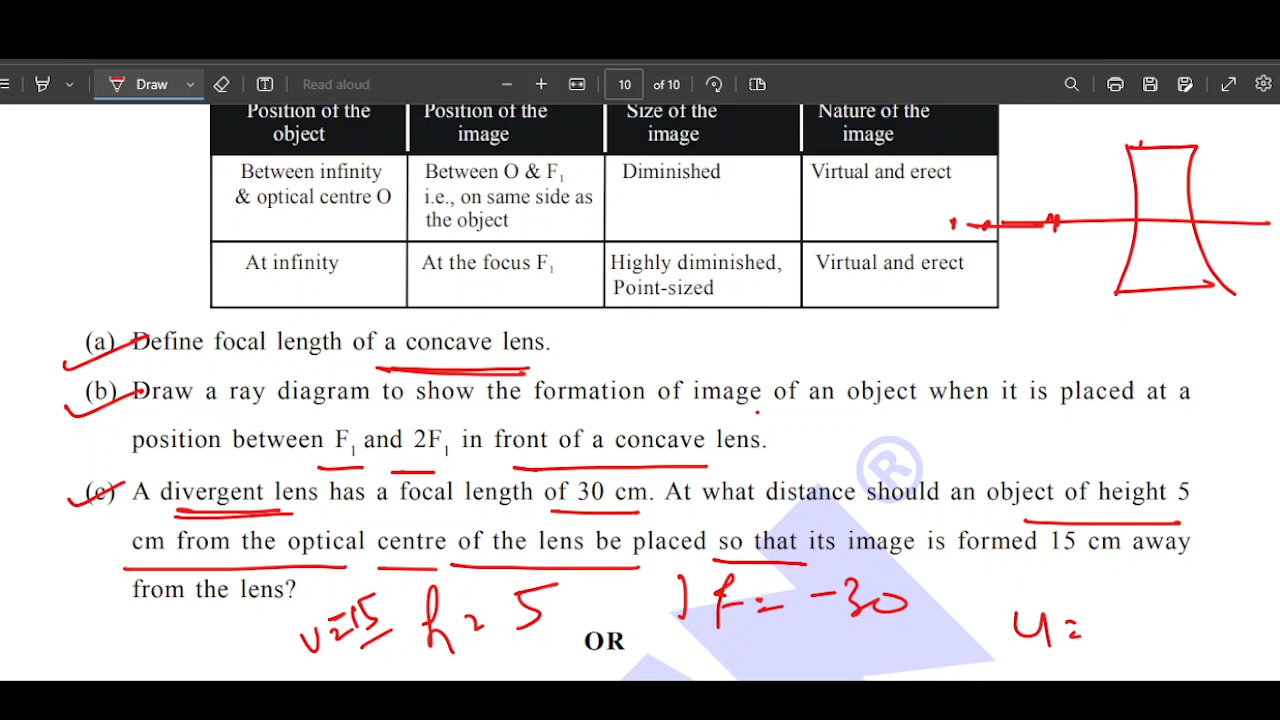 Draw
Read aloud
10 of 10
Position of the object
Position of the image
Size of the image
Nature of the image
Between infinity & optical centre O
Between O & F1 i.e., on same side as the object
Diminished
Virtual and erect
At infinity
At the focus F1
Highly diminished, Point-sized
Virtual and erect
(a) Define focal length of a concave lens.
(b) Draw a ray diagram to show the formation of image of an object when it is placed at a
position between F1 and 2F1 in front of a concave lens.
(c) A divergent lens has a focal length of 30 cm. At what distance should an object of height 5
cm from the optical centre of the lens be placed so that its image is formed 15 cm away
from the lens?
v=15 h= 5 f= -30 u=
OR
®